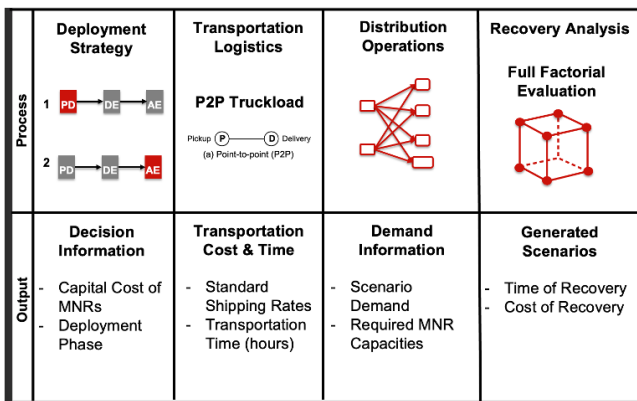 Deployment
Strategy
Transportation
Logistics
Distribution
Operations
Recovery Analysis
Process
1
PD
DE
AE
2
PD
DE
AE
P2P Truckload
Pickup P D Delivery
(a) Point-to-point (P2P)
Full Factorial
Evaluation
Output
Decision
Information
- Capital Cost of
MNRs
- Deployment
Phase
Transportation
Cost & Time
- Standard
Shipping Rates
- Transportation
Time (hours)
Demand
Information
- Scenario
Demand
- Required MNR
Capacities
Generated
Scenarios
- Time of Recovery
- Cost of Recovery